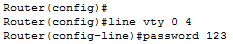 Router(config)#
Router(config)#line vty 0 4
Router(config-line)#password 123